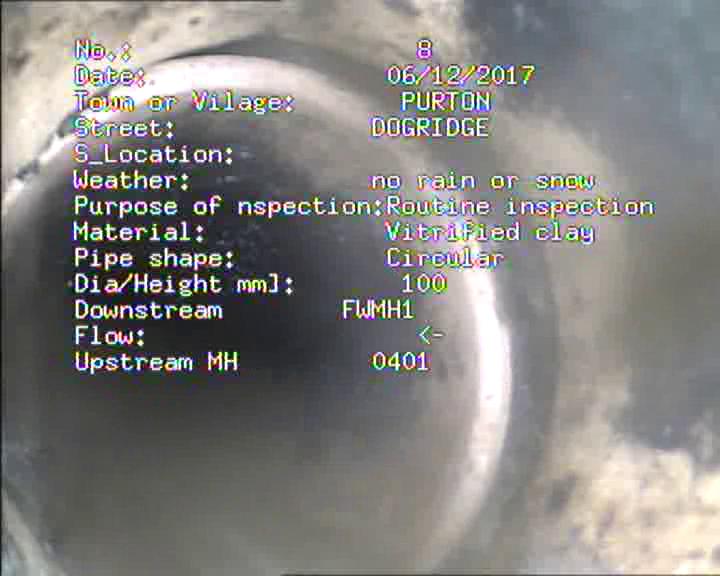 No.: 8
Date: 06/12/2017
Town or Vilage: PURTON
Street: DOGRIDGE
S_Location:
Weather: no rain or snow
Purpose of nspection:Routine inspection
Material: Vitrified clay
Pipe shape: Circular
Dia/Height mm]: 100
Downstream FWMH1
Flow: <-
Upstream MH 0401